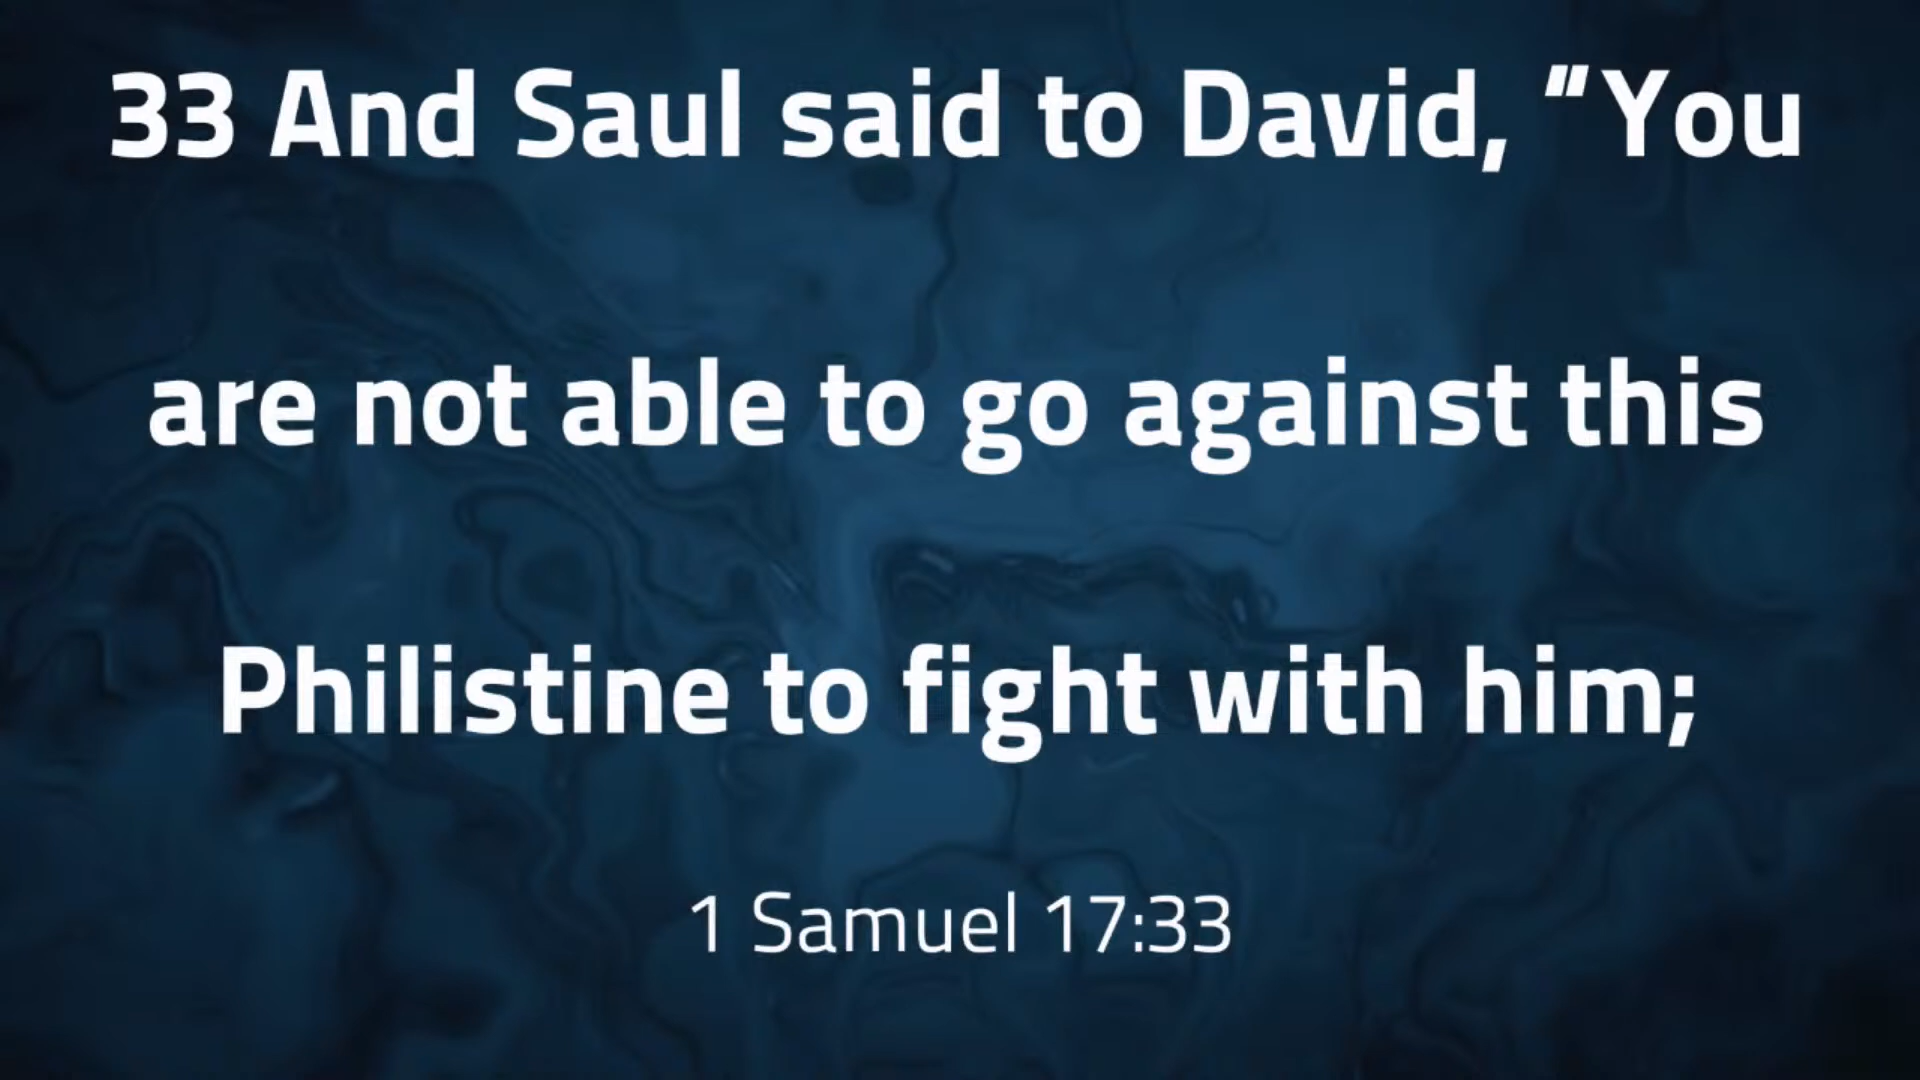 33 And Saul said to David, "You
are not able to go against this
Philistine to fight with him;
1 Samuel 17:33